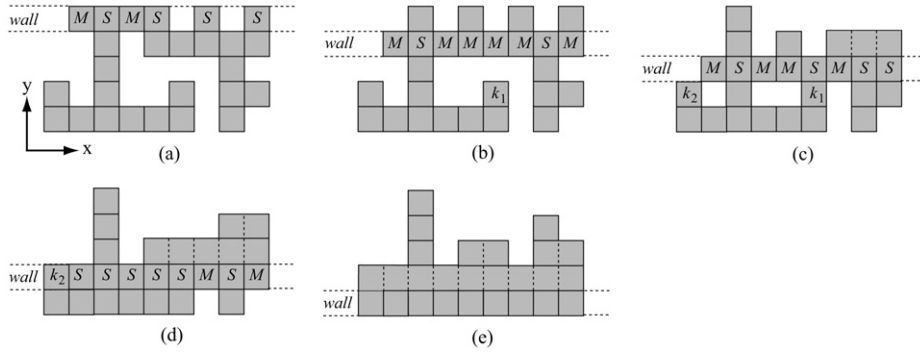 wall M S M S S S
y
x
(a)
wall M S M M M M S M
k1
(b)
wall M S M M S M S S
k2 k1
(c)
wall k2 S S S S S M S M
(d)
wall
(e)